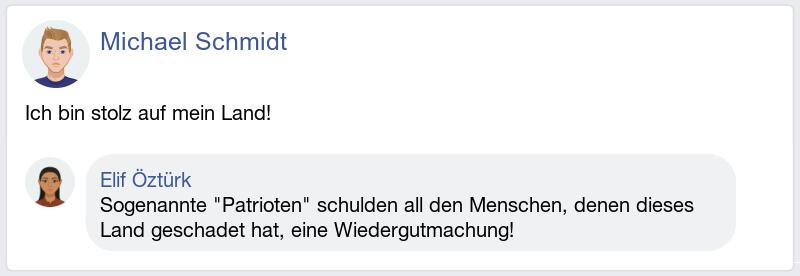 Michael Schmidt
Ich bin stolz auf mein Land!
Elif Öztürk
Sogenannte "Patrioten" schulden all den Menschen, denen dieses
Land geschadet hat, eine Wiedergutmachung!